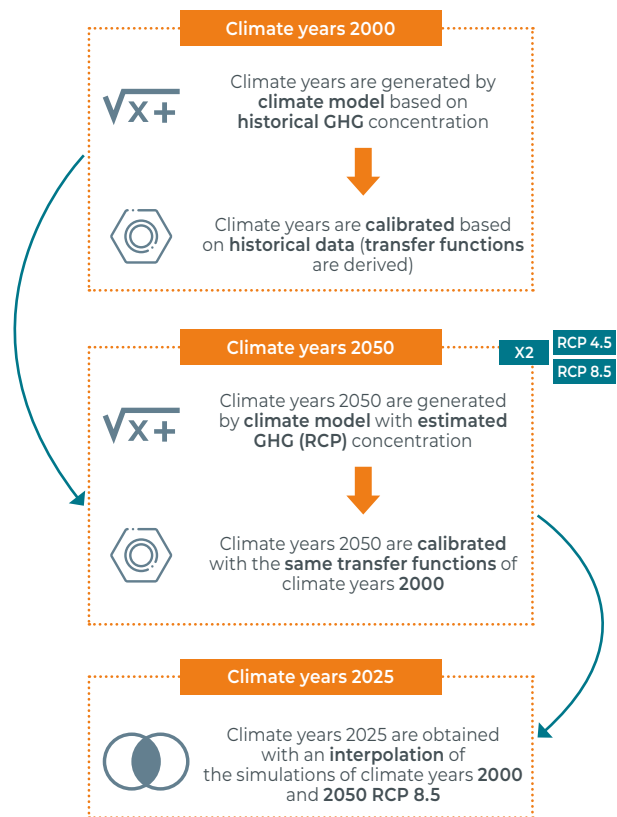 Climate years 2000
√x+
Climate years are generated by
climate model based on
historical GHG concentration
Climate years are calibrated based
on historical data (transfer functions
are derived)
Climate years 2050
X2
RCP 4.5
RCP 8.5
√x+
Climate years 2050 are generated
by climate model with estimated
GHG (RCP) concentration
Climate years 2050 are calibrated
with the same transfer functions of
climate years 2000
Climate years 2025
Climate years 2025 are obtained
with an interpolation of
the simulations of climate years 2000
and 2050 RCP 8.5